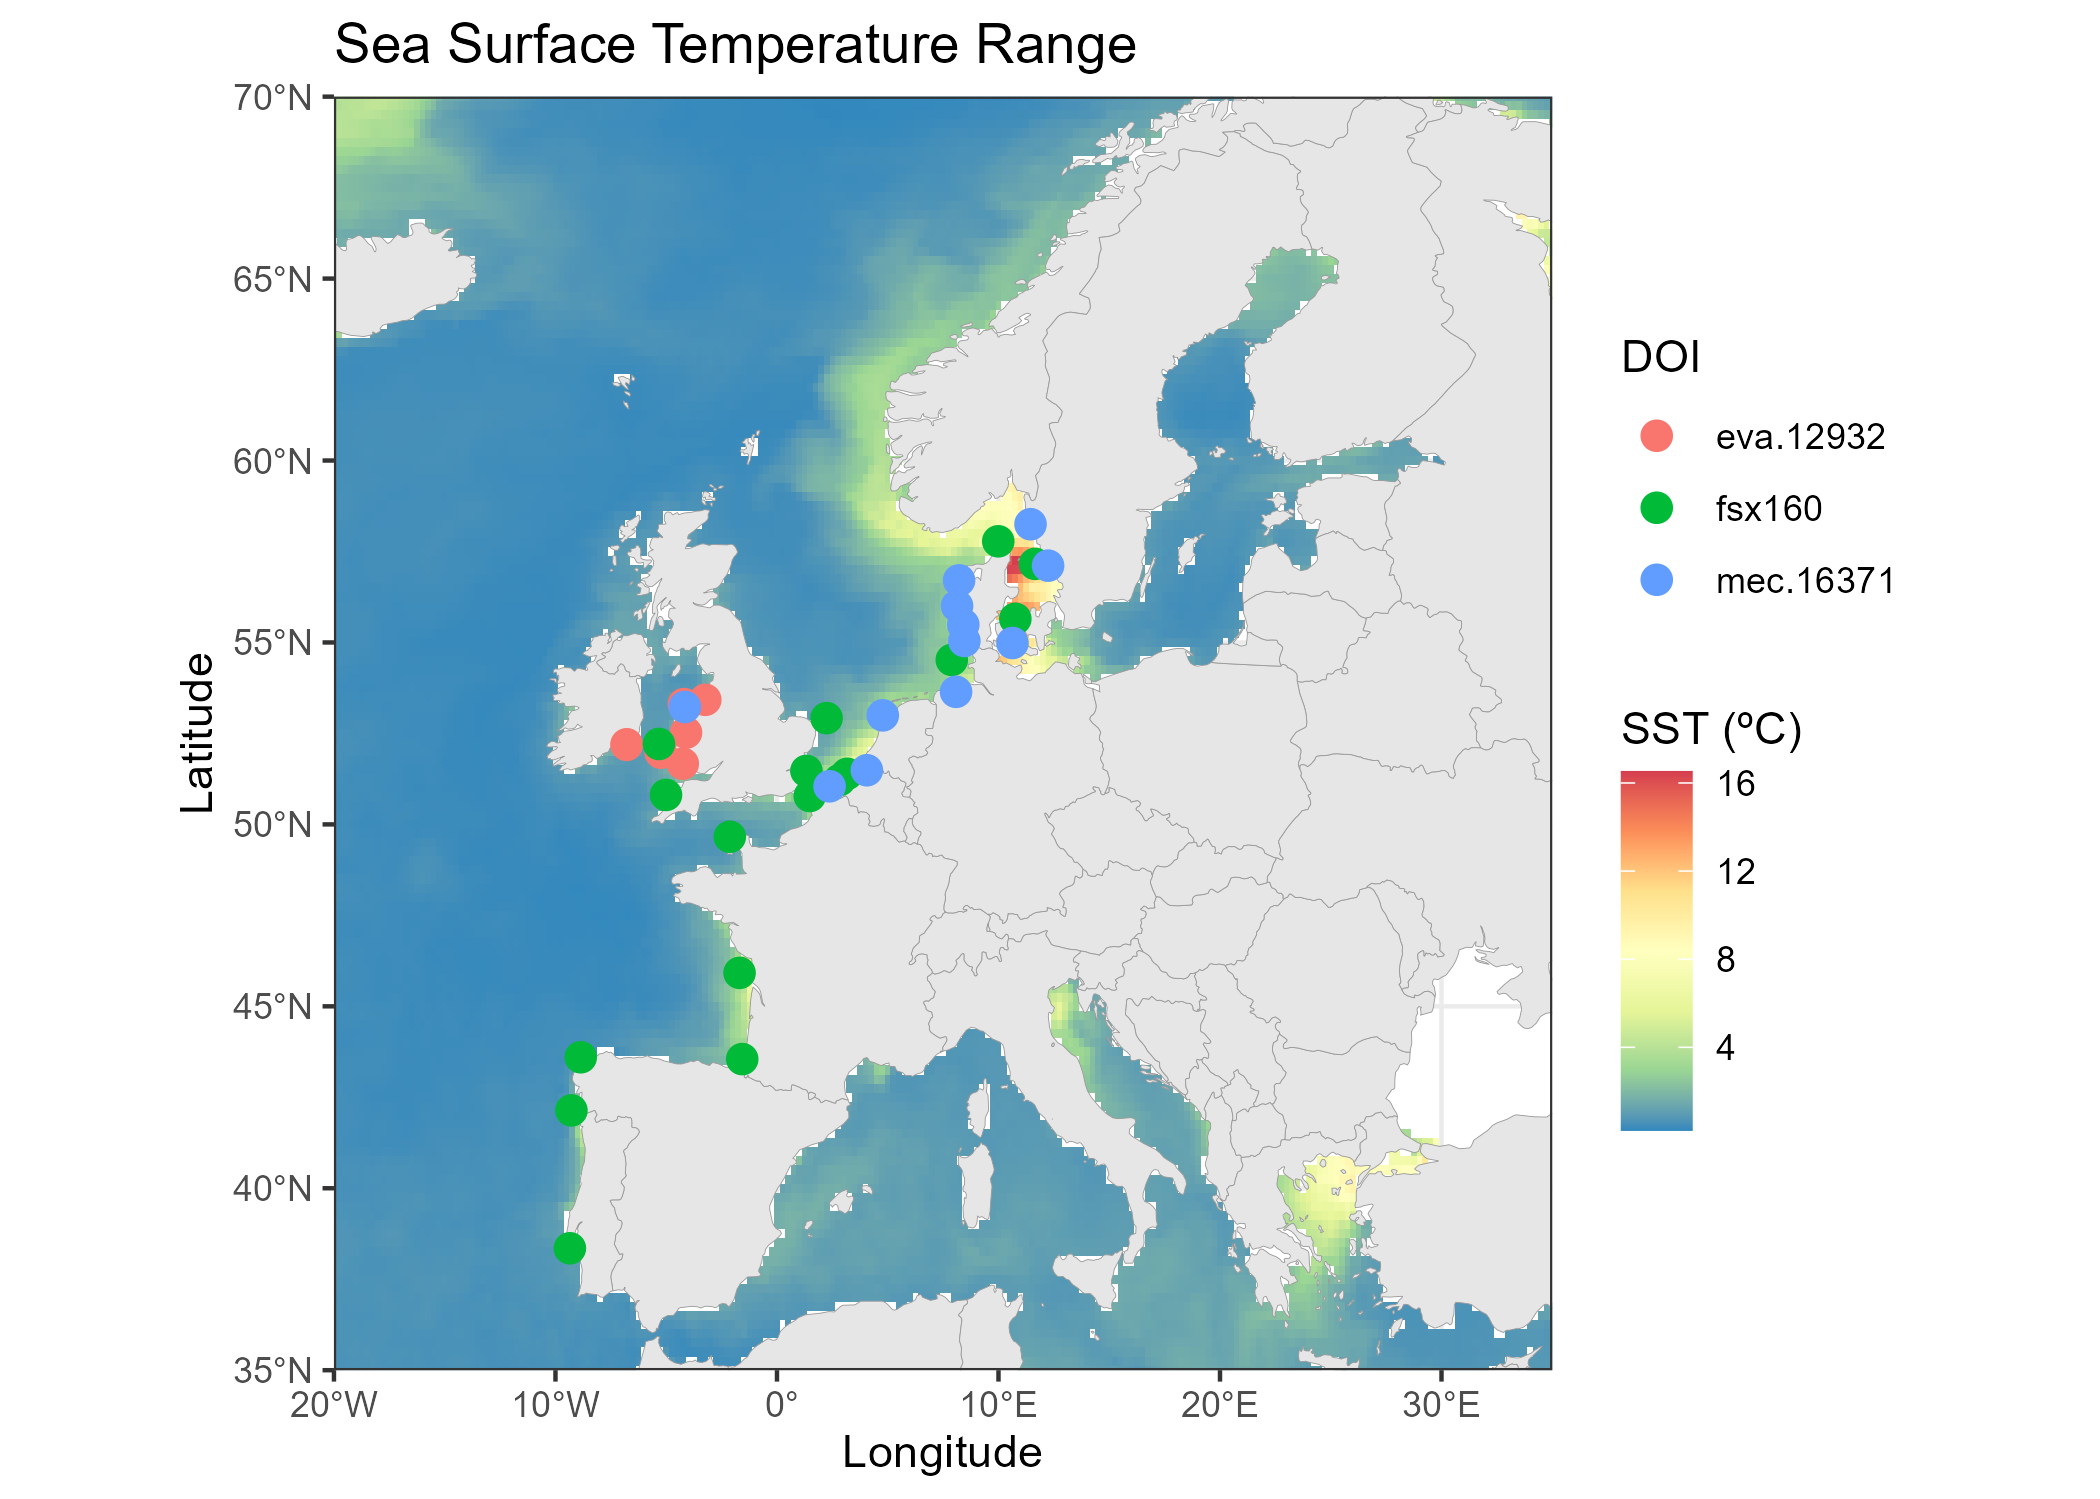 Sea Surface Temperature Range
70°N
65°N
60°N
55°N
50°N
45°N
40°N
35°N
Latitude
20°W
10°W
0°
10°E
20°E
30°E
Longitude
DOI
eva.12932
fsx160
mec.16371
SST (ºC)
16
12
8
4